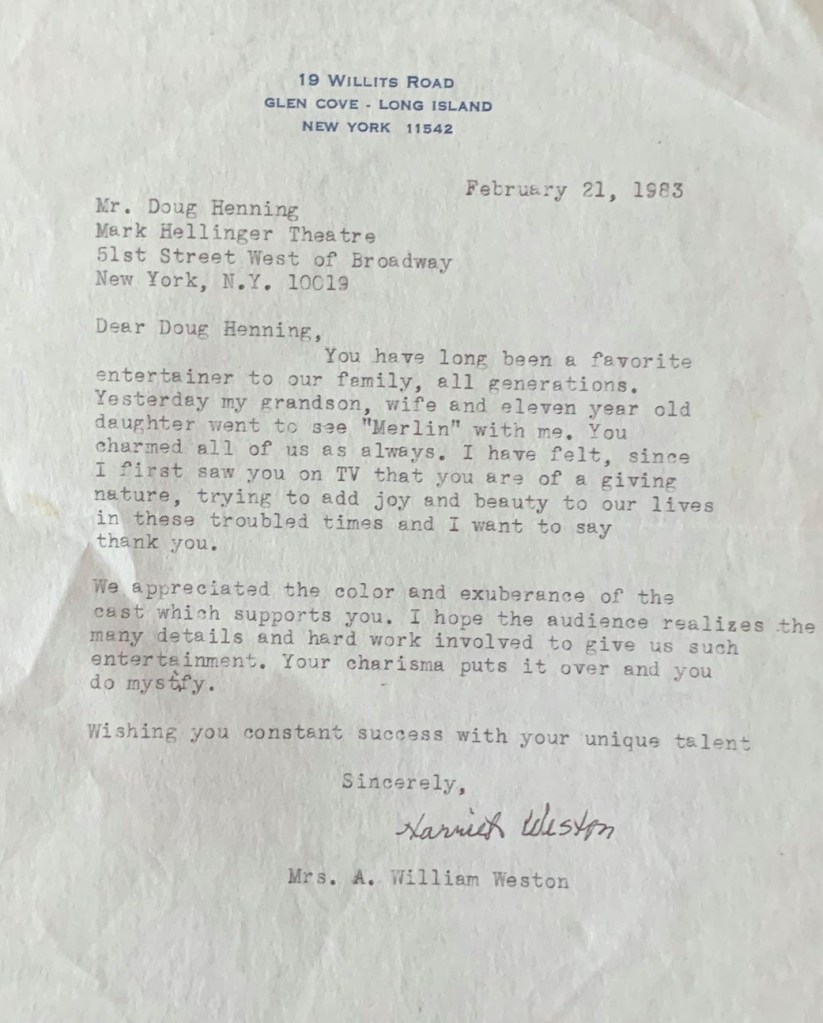 19 WILLITS ROAD
GLEN COVE - LONG ISLAND
NEW YORK 11542
February 21, 1983
Mr. Doug Henning
Mark Hellinger Theatre
51st Street West of Broadway
New York, N.Y. 10019
Dear Doug Henning,
You have long been a favorite
entertainer to our family, all generations.
Yesterday my grandson, wife and eleven year old
daughter went to see "Merlin" with me. You
charmed all of us as always. I have felt, since
I first saw you on TV that you are of a giving
nature, trying to add joy and beauty to our lives
in these troubled times and I want to say
thank you.
We appreciated the color and exuberance of the
cast which supports you. I hope the audience realizes the
many details and hard work involved to give us such
entertainment. Your charisma puts it over and you
do mystify.
Wishing you constant success with your unique talent
Sincerely,
Harriet Weston
Mrs. A. William Weston